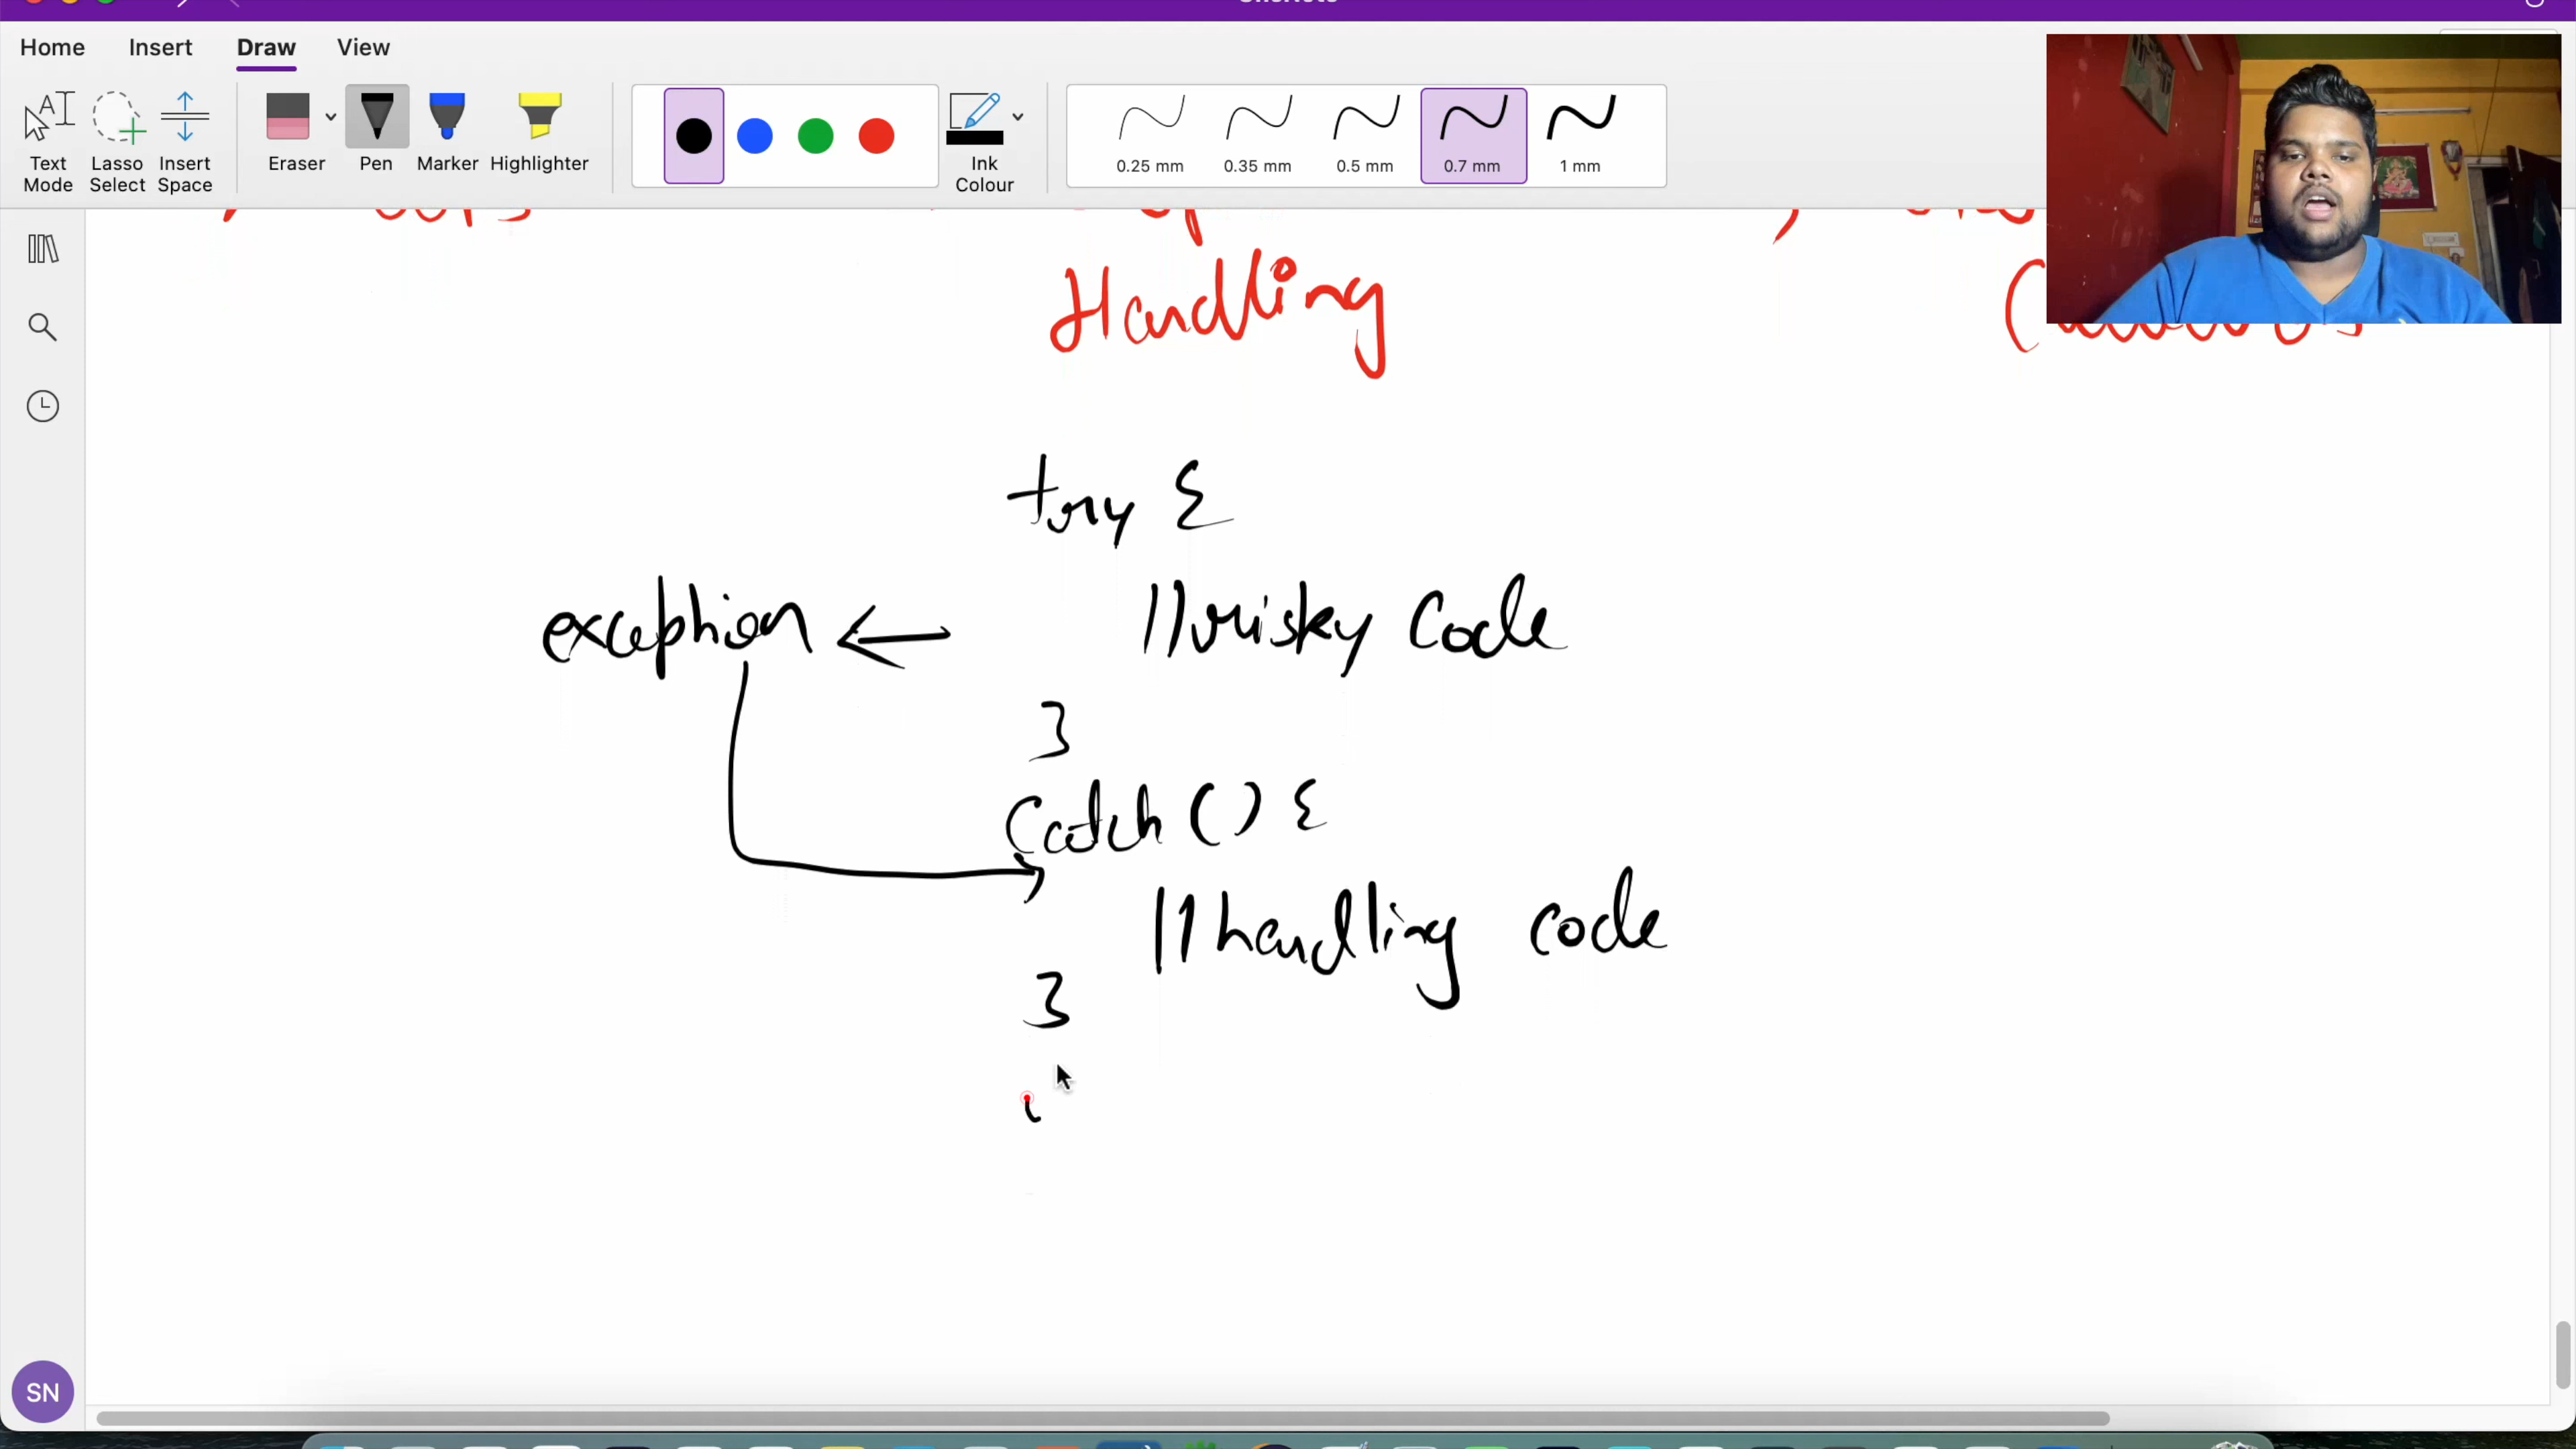 Home Insert Draw View
Text Mode
Lasso Select
Insert Space
Eraser
Pen
Marker
Highlighter
Ink Colour
0.25 mm
0.35 mm
0.5 mm
0.7 mm
1 mm
Handling
try {
exception ← //risky Code
}
Catch () {
//handling code
}
SN